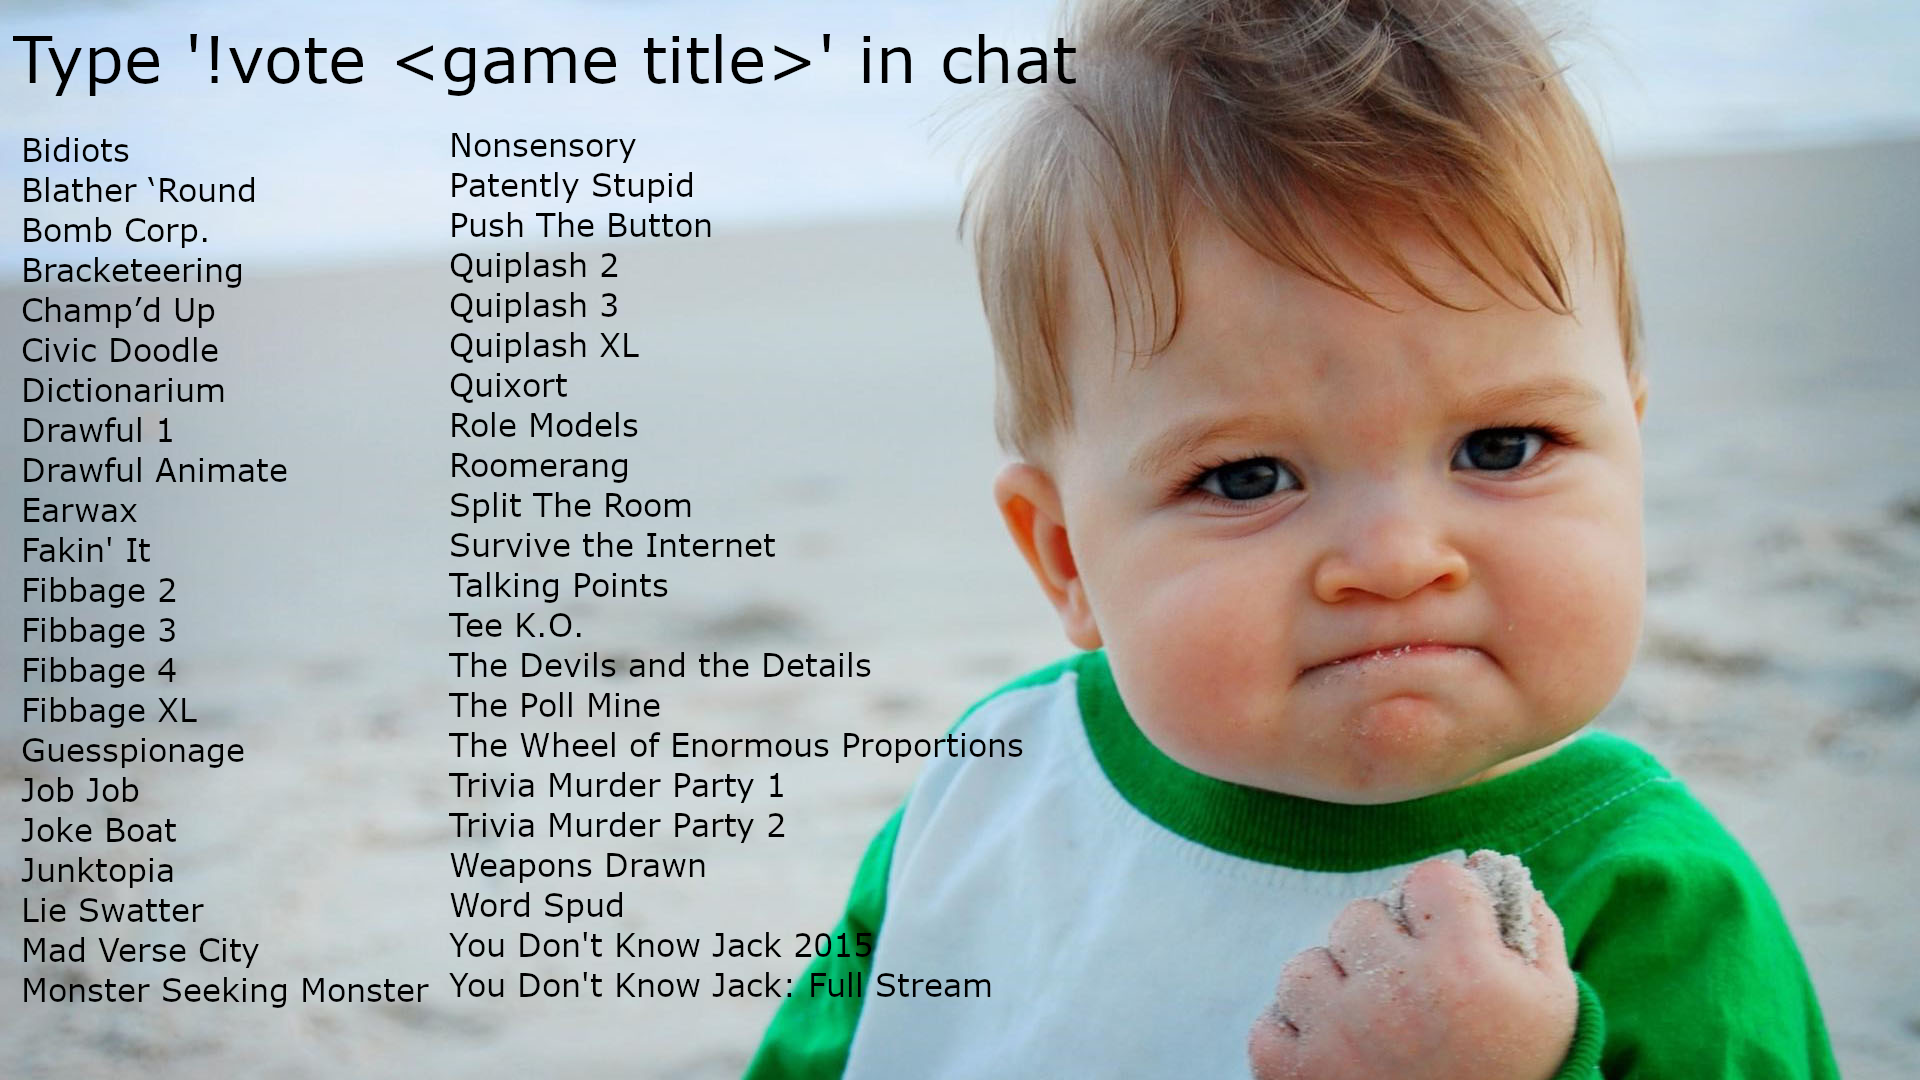 Type '!vote <game title>' in chat
Bidiots
Blather ‘Round
Bomb Corp.
Bracketeering
Champ’d Up
Civic Doodle
Dictionarium
Drawful 1
Drawful Animate
Earwax
Fakin' It
Fibbage 2
Fibbage 3
Fibbage 4
Fibbage XL
Guesspionage
Job Job
Joke Boat
Junktopia
Lie Swatter
Mad Verse City
Monster Seeking Monster
Nonsensory
Patently Stupid
Push The Button
Quiplash 2
Quiplash 3
Quiplash XL
Quixort
Role Models
Roomerang
Split The Room
Survive the Internet
Talking Points
Tee K.O.
The Devils and the Details
The Poll Mine
The Wheel of Enormous Proportions
Trivia Murder Party 1
Trivia Murder Party 2
Weapons Drawn
Word Spud
You Don't Know Jack 2015
You Don't Know Jack: Full Stream